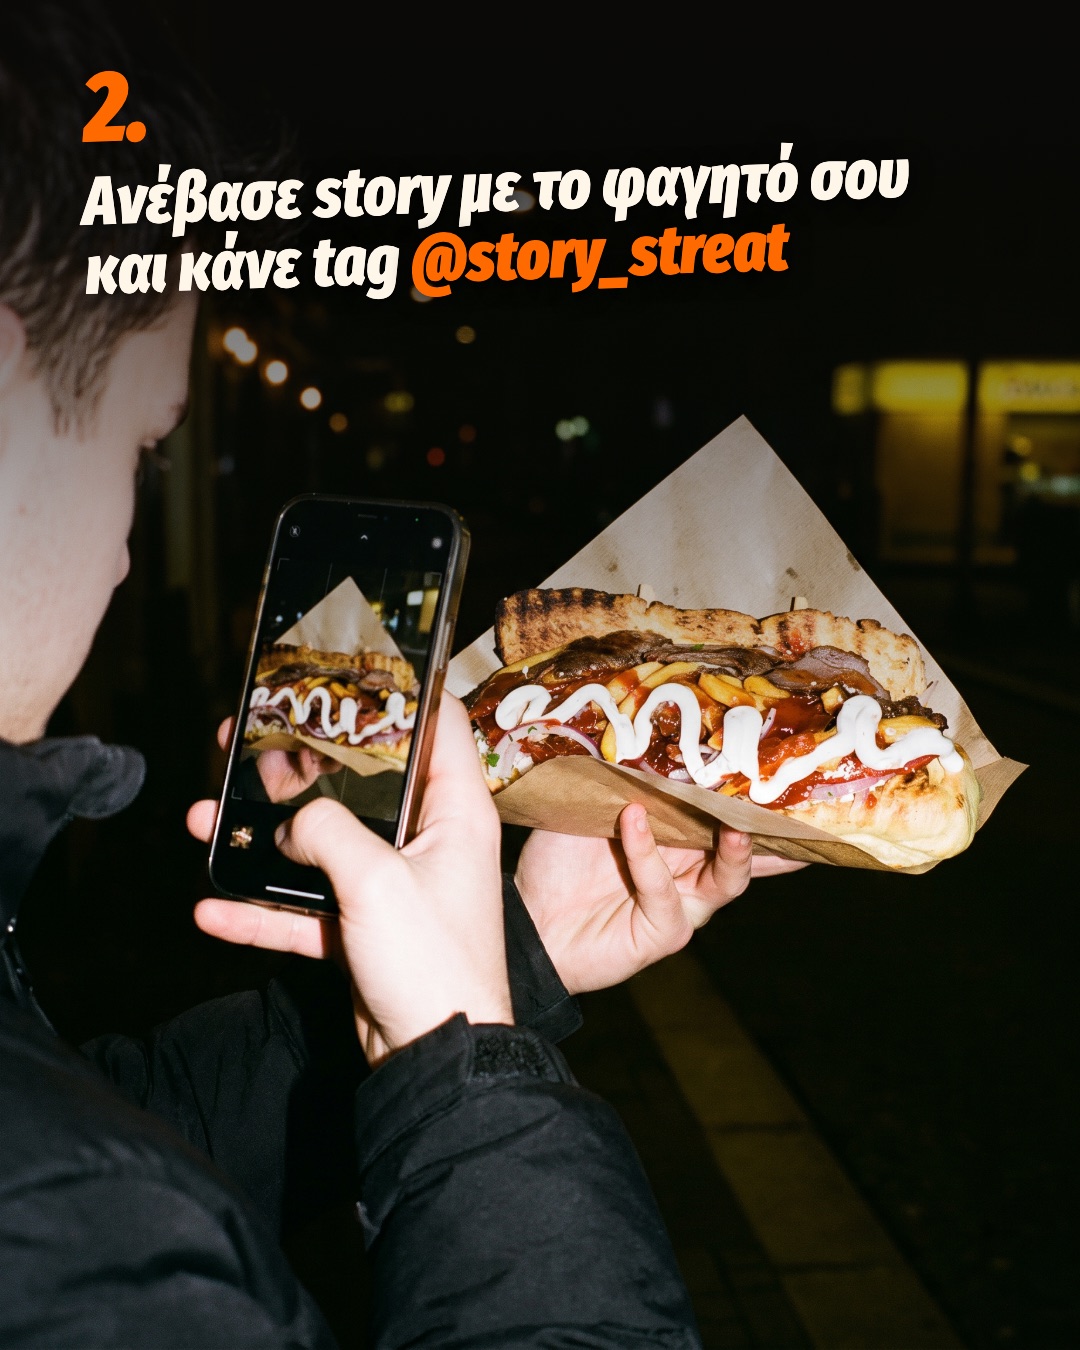 2.
Ανέβασε story με το φαγητό σου
και κάνε tag @story_streat